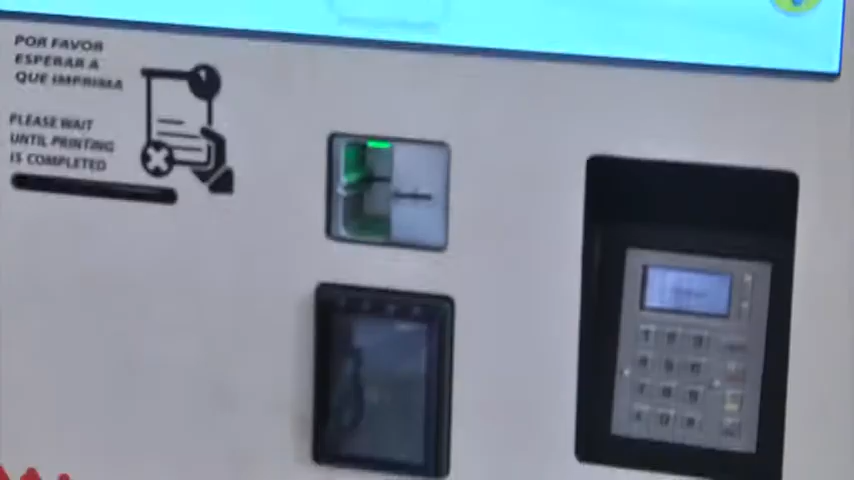 POR FAVOR
ESPERAR A
QUE IMPRIMA
PLEASE WAIT
UNTIL PRINTING
IS COMPLETED